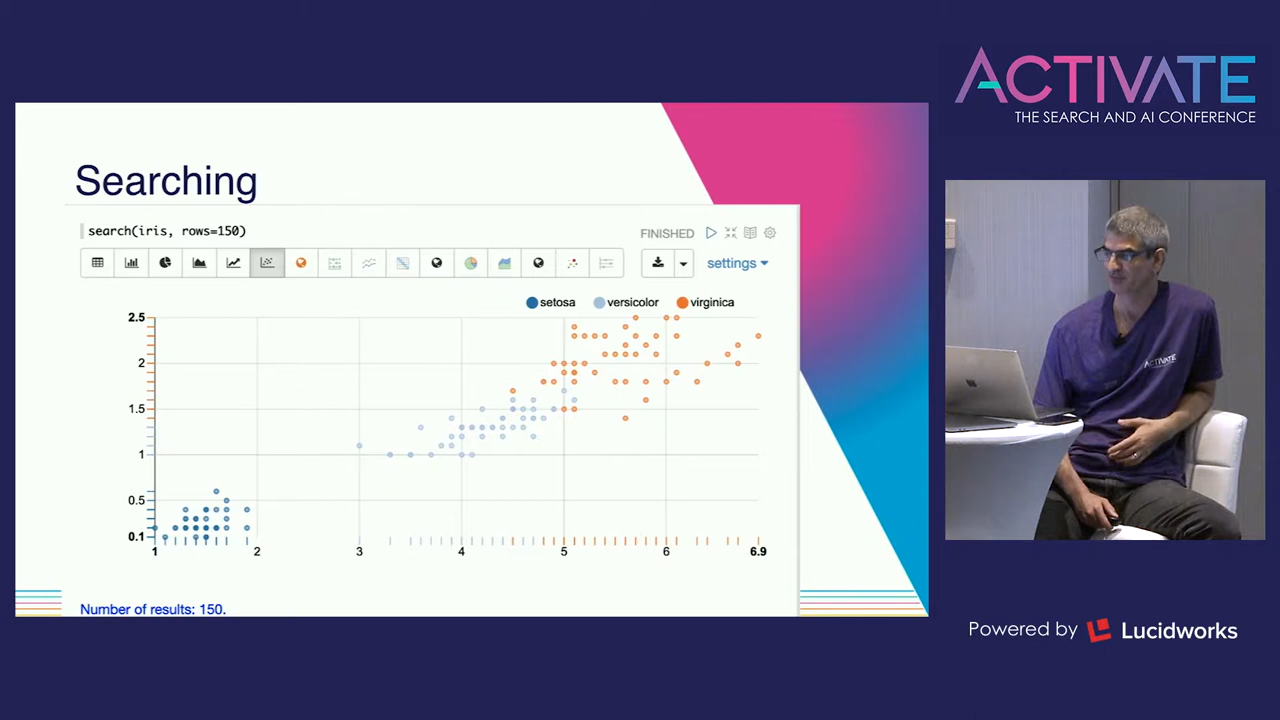 ACTIVATE
THE SEARCH AND AI CONFERENCE
Searching
search(iris, rows=150)
FINISHED
settings
setosa versicolor virginica
2.5
2
1.5
1
0.5
0.1
1 2 3 4 5 6 6.9
Number of results: 150.
ACTIVATE
Powered by Lucidworks